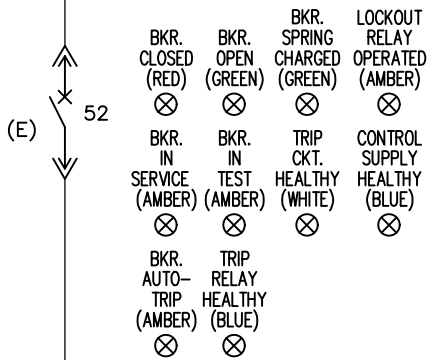 BKR.
CLOSED
(RED)
BKR.
OPEN
(GREEN)
BKR.
SPRING
CHARGED
(GREEN)
LOCKOUT
RELAY
OPERATED
(AMBER)
(E)
52
BKR.
IN
SERVICE
(AMBER)
BKR.
IN
TEST
(AMBER)
TRIP
CKT.
HEALTHY
(WHITE)
CONTROL
SUPPLY
HEALTHY
(BLUE)
BKR.
AUTO-
TRIP
(AMBER)
TRIP
RELAY
HEALTHY
(BLUE)